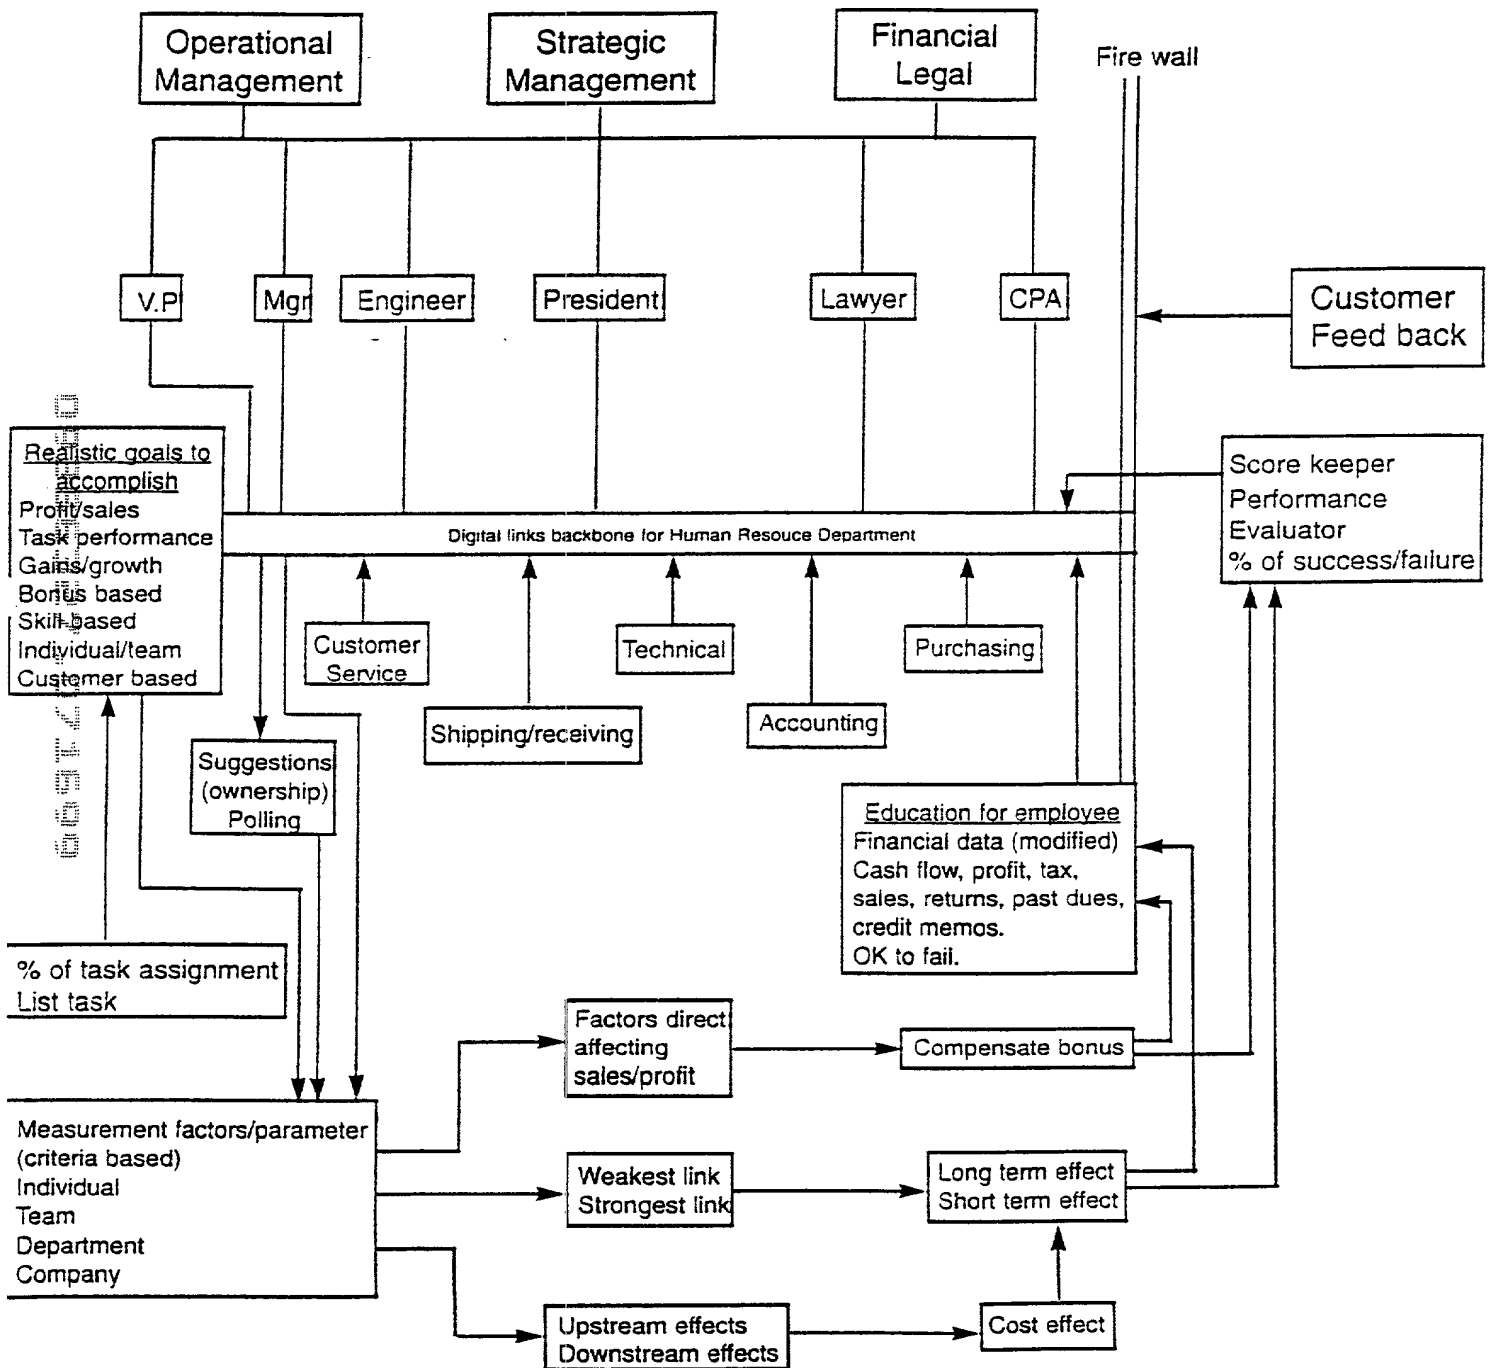 Operational
Management
Strategic
Management
Financial
Legal
Fire wall
V.P
Mgr
Engineer
President
Lawyer
CPA
Customer
Feed back
Realistic goals to
accomplish
Profit/sales
Task performance
Gains/growth
Bonus based
Skill based
Individual/team
Customer based
Score keeper
Performance
Evaluator
% of success/failure
Digital links backbone for Human Resouce Department
Customer
Service
Technical
Purchasing
Shipping/receiving
Accounting
Suggestions
(ownership)
Polling
Education for employee
Financial data (modified)
Cash flow, profit, tax,
sales, returns, past dues,
credit memos.
OK to fail.
% of task assignment
List task
Factors direct
affecting
sales/profit
Compensate bonus
Measurement factors/parameter
(criteria based)
Individual
Team
Department
Company
Weakest link
Strongest link
Long term effect
Short term effect
Upstream effects
Downstream effects
Cost effect